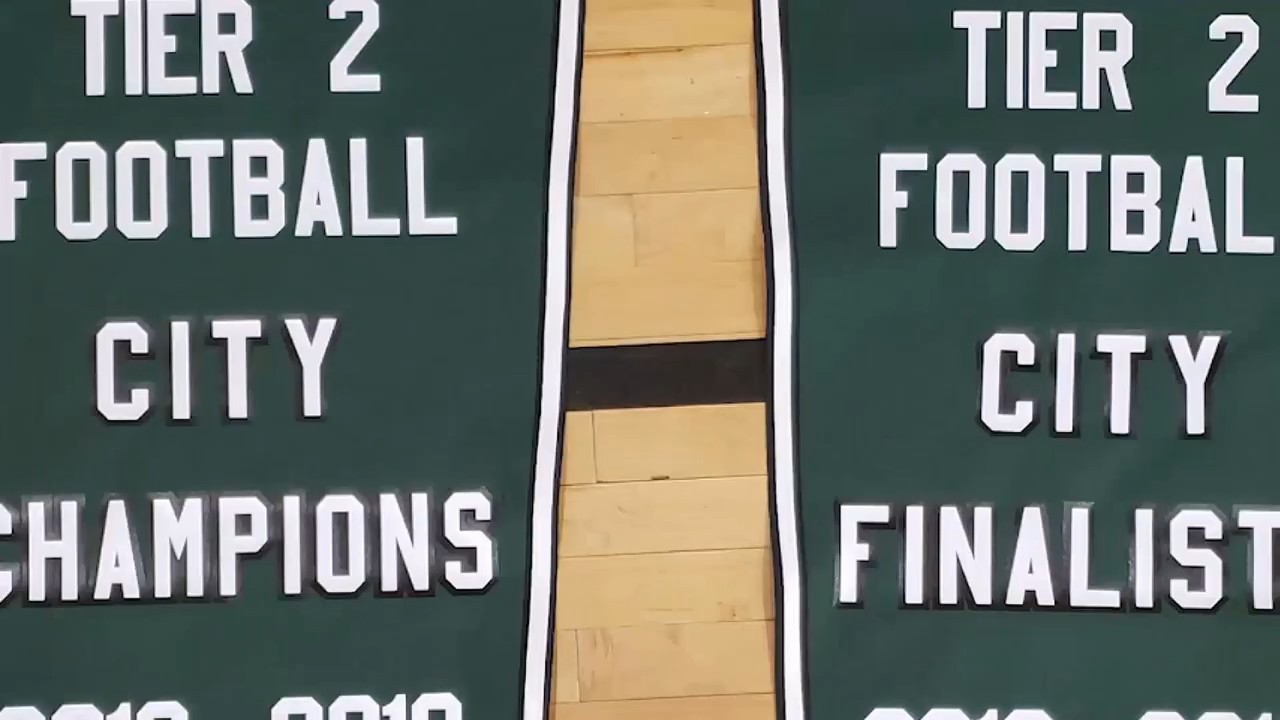 TIER 2
FOOTBALL
CITY
CHAMPIONS
TIER 2
FOOTBAL
CITY
FINALIST